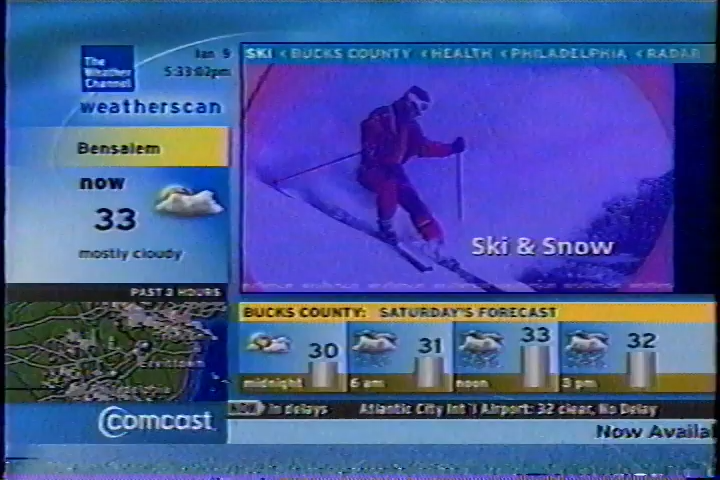 The
Weather
Channel
Jan 9
5:33:02pm
weatherscan
SKI < BUCKS COUNTY < HEALTH < PHILADELPHIA < RADAR
Bensalem
now
33
mostly cloudy
Ski & Snow
PAST 3 HOURS
BUCKS COUNTY: SATURDAY'S FORECAST
30 31 33 32
midnight 6 am noon 3 pm
comcast
NOW in delays Atlantic City Int'l Airport: 32 clear, No Delay
Now Availa